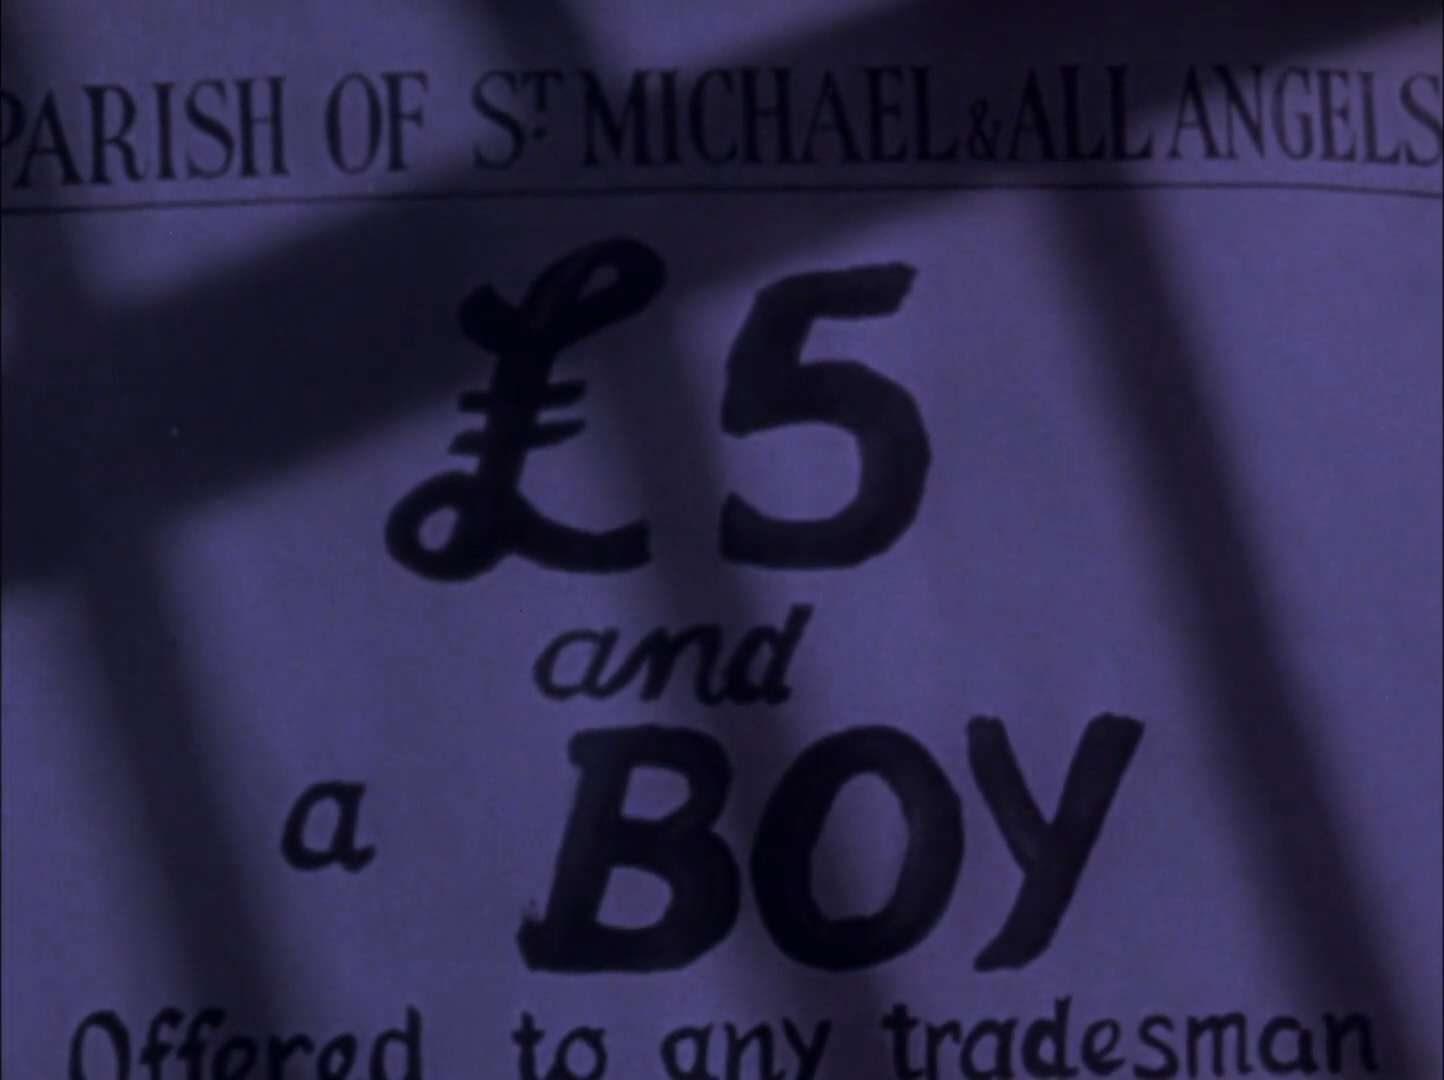 PARISH OF ST. MICHAEL & ALL ANGELS
£5
and
a BOY
Offered to any tradesman